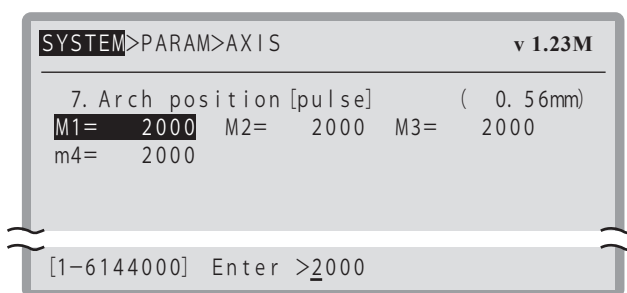 SYSTEM>PARAM>AXIS v 1.23M
7. Arch position[pulse] ( 0.56mm)
M1= 2000 M2= 2000 M3= 2000
m4= 2000
[1-6144000] Enter >2000